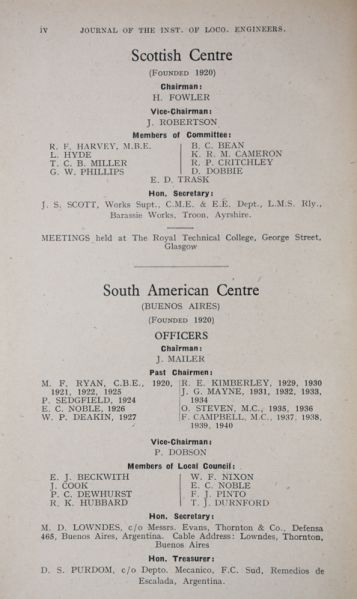 iv JOURNAL OF THE INST. OF LOCO. ENGINEERS.
Scottish Centre
(FOUNDED 1920)
Chairman:
H. FOWLER
Vice-Chairman:
J. ROBERTSON
Members of Committee:
R. F. HARVEY, M.B.E.
L. HYDE
T. C. B. MILLER
G. W. PHILLIPS
B. C. BEAN
K. R. M. CAMERON
R. P. CRITCHLEY
D. DOBBIE
E. D. TRASK
Hon. Secretary:
J. S. SCOTT, Works Supt., C.M.E. & E.E. Dept., L.M.S. Rly.,
Barassie Works, Troon, Ayrshire.
MEETINGS held at The Royal Technical College, George Street,
Glasgow
South American Centre
(BUENOS AIRES)
(FOUNDED 1920)
OFFICERS
Chairman:
J. MAILER
Past Chairmen:
M. F. RYAN, C.B.E., 1920,
1921, 1922, 1925
P. SEDGFIELD, 1924
E. C. NOBLE, 1926
W. P. DEAKIN, 1927
R. E. KIMBERLEY, 1929, 1930
J. G. MAYNE, 1931, 1932, 1933,
1934
O. STEVEN, M.C., 1935, 1936
F. CAMPBELL, M.C., 1937, 1938,
1939, 1940
Vice-Chairman:
P. DOBSON
Members of Local Council:
E. J. BECKWITH
J. COOK
P. C. DEWHURST
R. K. HUBBARD
W. F. NIXON
E. C. NOBLE
F. J. PINTO
T. J. DURNFORD
Hon. Secretary:
M. D. LOWNDES, c/o Messrs. Evans, Thornton & Co., Defensa
465, Buenos Aires, Argentina. Cable Address: Lowndes, Thornton,
Buenos Aires
Hon. Treasurer:
D. S. PURDOM, c/o Depto. Mecanico, F.C. Sud, Remedios de
Escalada, Argentina.